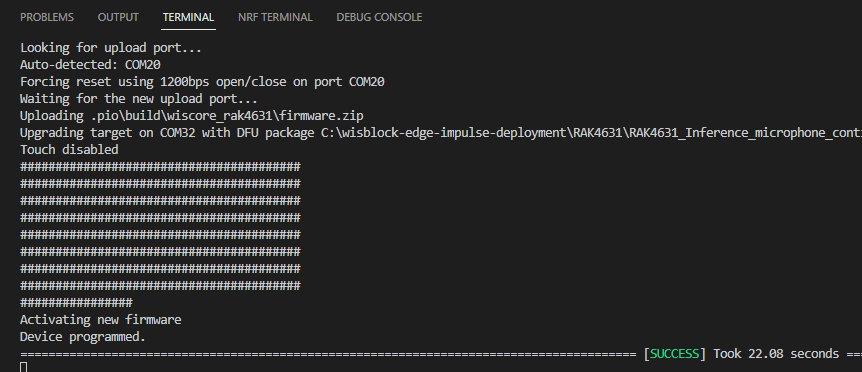 PROBLEMS OUTPUT TERMINAL NRF TERMINAL DEBUG CONSOLE
Looking for upload port...
Auto-detected: COM20
Forcing reset using 1200bps open/close on port COM20
Waiting for the new upload port...
Uploading .pio\build\wiscore_rak4631\firmware.zip
Upgrading target on COM32 with DFU package C:\wisblock-edge-impulse-deployment\RAK4631\RAK4631_Inference_microphone_conti
Touch disabled
########################################
########################################
########################################
########################################
########################################
########################################
########################################
########################################
################
Activating new firmware
Device programmed.
======================================================================================== [SUCCESS] Took 22.08 seconds ==